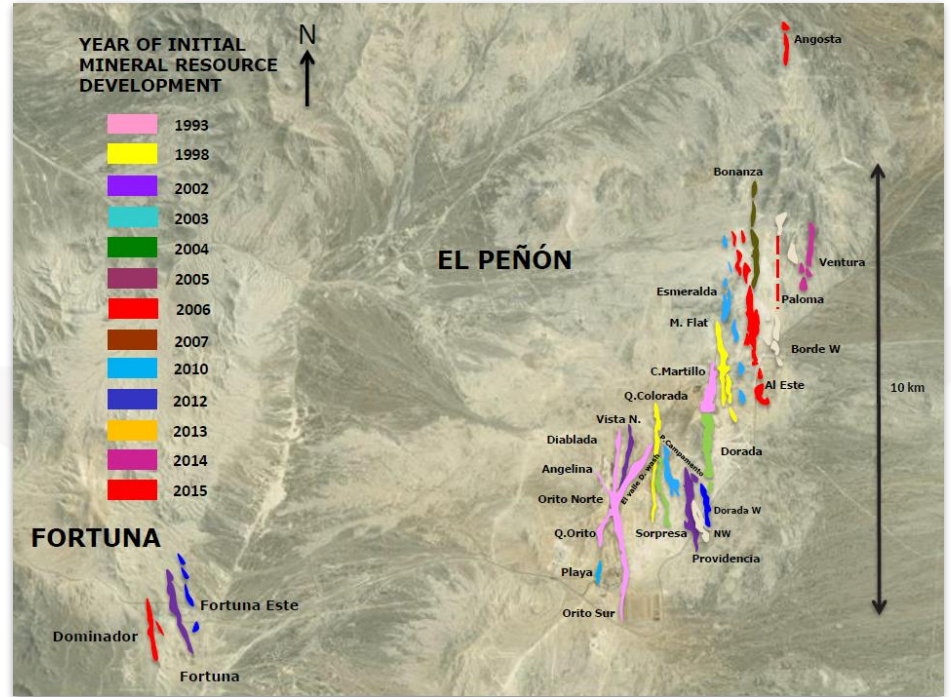 YEAR OF INITIAL
MINERAL RESOURCE
DEVELOPMENT
N
1993
1998
2002
2003
2004
2005
2006
2007
2010
2012
2013
2014
2015
EL PEÑÓN
Angosta
Bonanza
Ventura
Esmeralda
Paloma
M. Flat
Borde W
C.Martillo
Al Este
10 km
Q.Colorada
Vista N.
Diablada
P.Campamento
Dorada
Angelina
El valle D. wash
Orito Norte
Dorada W
Q.Orito
Sorpresa
NW
Providencia
Playa
Orito Sur
FORTUNA
Fortuna Este
Dominador
Fortuna